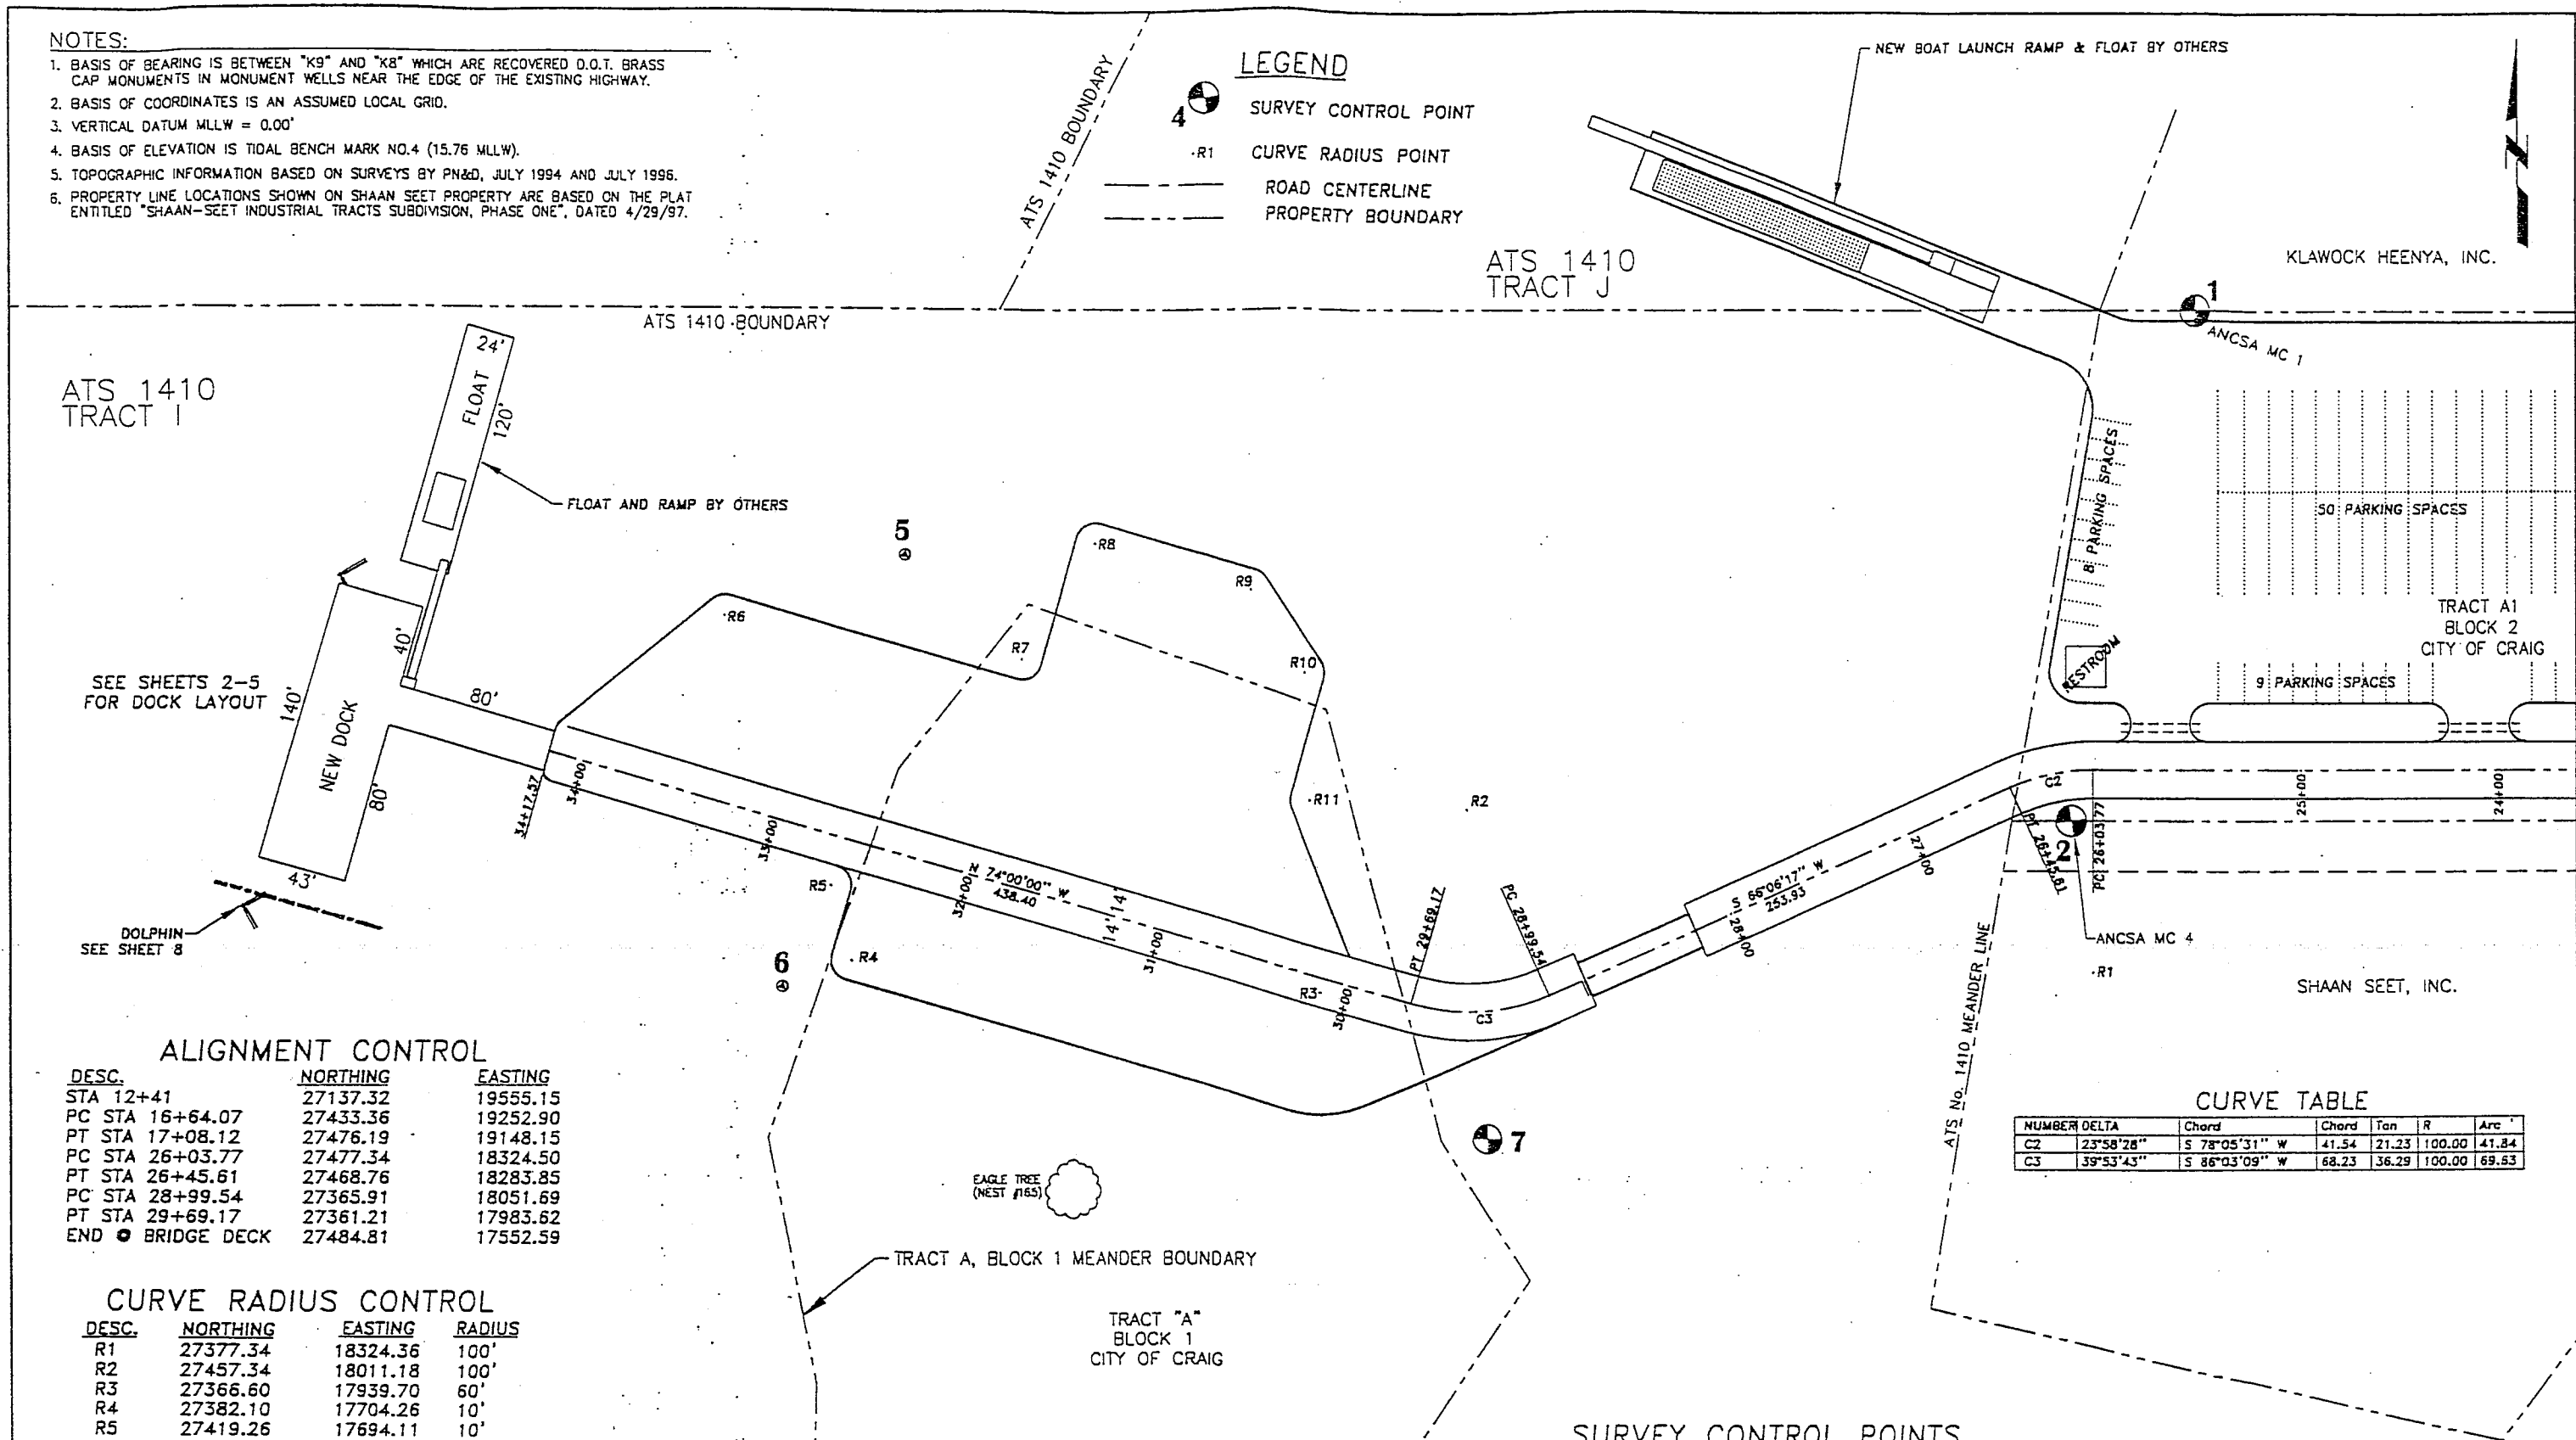 NOTES:
1. BASIS OF BEARING IS BETWEEN "K9" AND "K8" WHICH ARE RECOVERED D.O.T. BRASS
CAP MONUMENTS IN MONUMENT WELLS NEAR THE EDGE OF THE EXISTING HIGHWAY.
2. BASIS OF COORDINATES IS AN ASSUMED LOCAL GRID.
3. VERTICAL DATUM MLLW = 0.00'
4. BASIS OF ELEVATION IS TIDAL BENCH MARK NO.4 (15.76 MLLW).
5. TOPOGRAPHIC INFORMATION BASED ON SURVEYS BY PN&D, JULY 1994 AND JULY 1996.
6. PROPERTY LINE LOCATIONS SHOWN ON SHAAN SEET PROPERTY ARE BASED ON THE PLAT
ENTITLED "SHAAN-SEET INDUSTRIAL TRACTS SUBDIVISION, PHASE ONE", DATED 4/29/97.
ATS 1410 BOUNDARY
LEGEND
4 SURVEY CONTROL POINT
·R1 CURVE RADIUS POINT
ROAD CENTERLINE
PROPERTY BOUNDARY
NEW BOAT LAUNCH RAMP & FLOAT BY OTHERS
N
KLAWOCK HEENYA, INC.
ATS 1410
TRACT J
1
ANCSA MC 1
ATS 1410 BOUNDARY
ATS 1410
TRACT I
24'
FLOAT
120'
FLOAT AND RAMP BY OTHERS
5
R8
R9
R6
R7
R10
R11
R2
8 PARKING SPACES
50 PARKING SPACES
TRACT A1
BLOCK 2
CITY OF CRAIG
RESTROOM
9 PARKING SPACES
SEE SHEETS 2-5
FOR DOCK LAYOUT
40'
80'
140'
NEW DOCK
80'
43'
34+17.57
34+00
33+00
32+00
N 74°00'00" W
438.40
14'
14'
31+00
30+00
PT 29+69.17
PC 28+99.54
C3
S 66°06'17" W
253.93
28+00
27+00
C2
PT 26+45.61
PC 26+03.77
25+00
24+00
2
ANCSA MC 4
R1
SHAAN SEET, INC.
R5
R4
R3
6
7
DOLPHIN
SEE SHEET 8
ATS No. 1410 MEANDER LINE
EAGLE TREE
(NEST #165)
TRACT A, BLOCK 1 MEANDER BOUNDARY
TRACT "A"
BLOCK 1
CITY OF CRAIG
ALIGNMENT CONTROL
DESC. NORTHING EASTING
STA 12+41 27137.32 19555.15
PC STA 16+64.07 27433.36 19252.90
PT STA 17+08.12 27476.19 19148.15
PC STA 26+03.77 27477.34 18324.50
PT STA 26+45.61 27468.76 18283.85
PC STA 28+99.54 27365.91 18051.69
PT STA 29+69.17 27361.21 17983.62
END @ BRIDGE DECK 27484.81 17552.59
CURVE TABLE
NUMBER DELTA Chord Chord Tan R Arc
C2 23°58'28" S 78°05'31" W 41.54 21.23 100.00 41.84
C3 39°53'43" S 86°03'09" W 68.23 36.29 100.00 69.63
CURVE RADIUS CONTROL
DESC. NORTHING EASTING RADIUS
R1 27377.34 18324.36 100'
R2 27457.34 18011.18 100'
R3 27366.60 17939.70 60'
R4 27382.10 17704.26 10'
R5 27419.26 17694.11 10'
SURVEY CONTROL POINTS